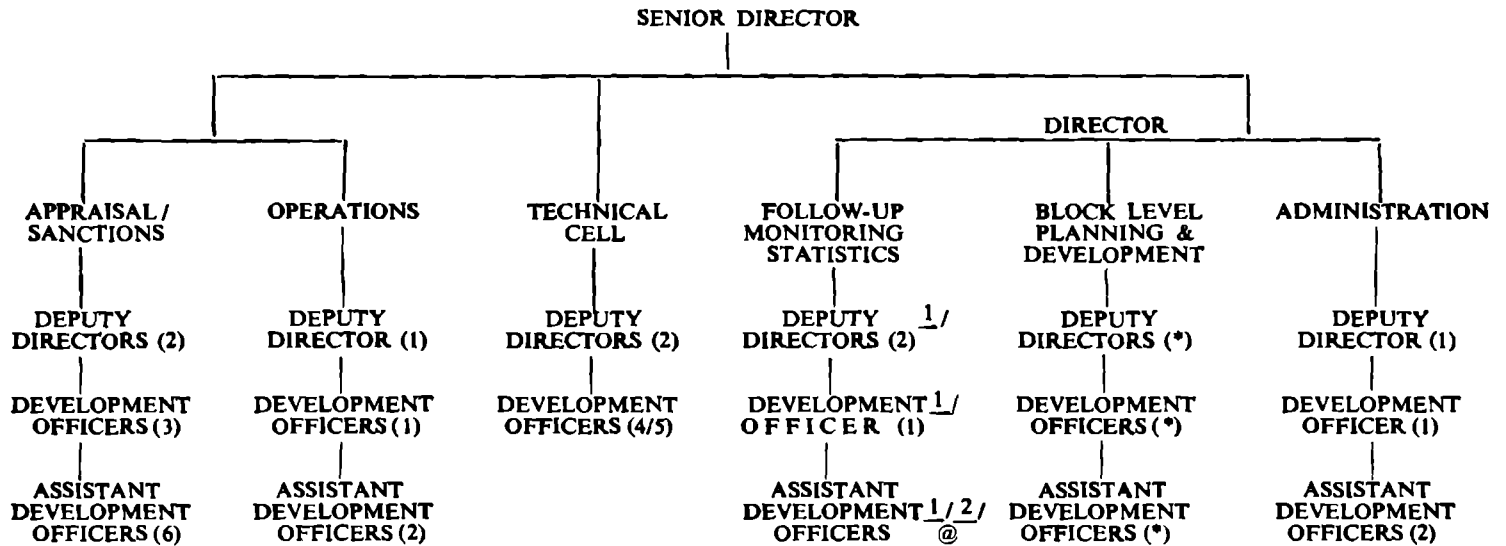 SENIOR DIRECTOR
DIRECTOR
APPRAISAL /
SANCTIONS
OPERATIONS
TECHNICAL
CELL
FOLLOW-UP
MONITORING
STATISTICS
BLOCK LEVEL
PLANNING &
DEVELOPMENT
ADMINISTRATION
DEPUTY
DIRECTORS (2)
DEPUTY
DIRECTOR (1)
DEPUTY
DIRECTORS (2)
DEPUTY 1/
DIRECTORS (2)
DEPUTY
DIRECTORS (*)
DEPUTY
DIRECTOR (1)
DEVELOPMENT
OFFICERS (3)
DEVELOPMENT
OFFICERS (1)
DEVELOPMENT
OFFICERS (4/5)
DEVELOPMENT 1/
OFFICER (1)
DEVELOPMENT
OFFICERS (*)
DEVELOPMENT
OFFICER (1)
ASSISTANT
DEVELOPMENT
OFFICERS (6)
ASSISTANT
DEVELOPMENT
OFFICERS (2)
ASSISTANT
DEVELOPMENT 1/ 2/
OFFICERS @
ASSISTANT
DEVELOPMENT
OFFICERS (*)
ASSISTANT
DEVELOPMENT
OFFICERS (2)